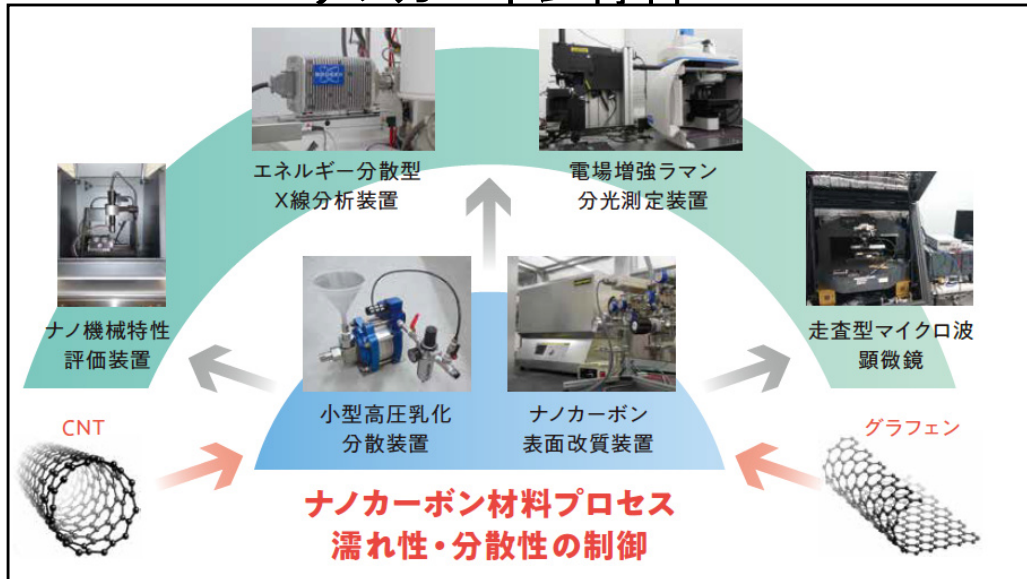 エネルギー分散型
X線分析装置
電場増強ラマン
分光測定装置
ナノ機械特性
評価装置
走査型マイクロ波
顕微鏡
小型高圧乳化
分散装置
ナノカーボン
表面改質装置
CNT
グラフェン
ナノカーボン材料プロセス
濡れ性・分散性の制御